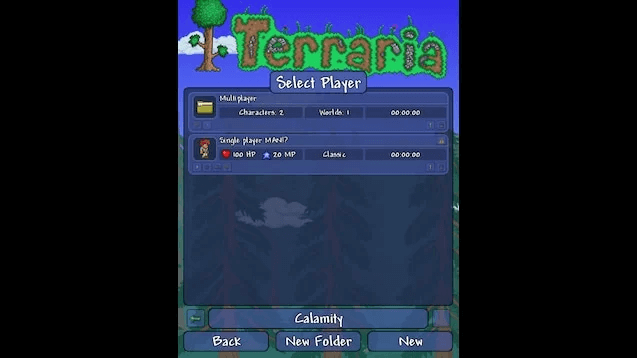 Terraria
Select Player
Multiplayer
Characters: 2 Worlds: 1 00:00:00
Single player MAN!?
100 HP 20 MP Classic 00:00:00
Calamity
Back New Folder New